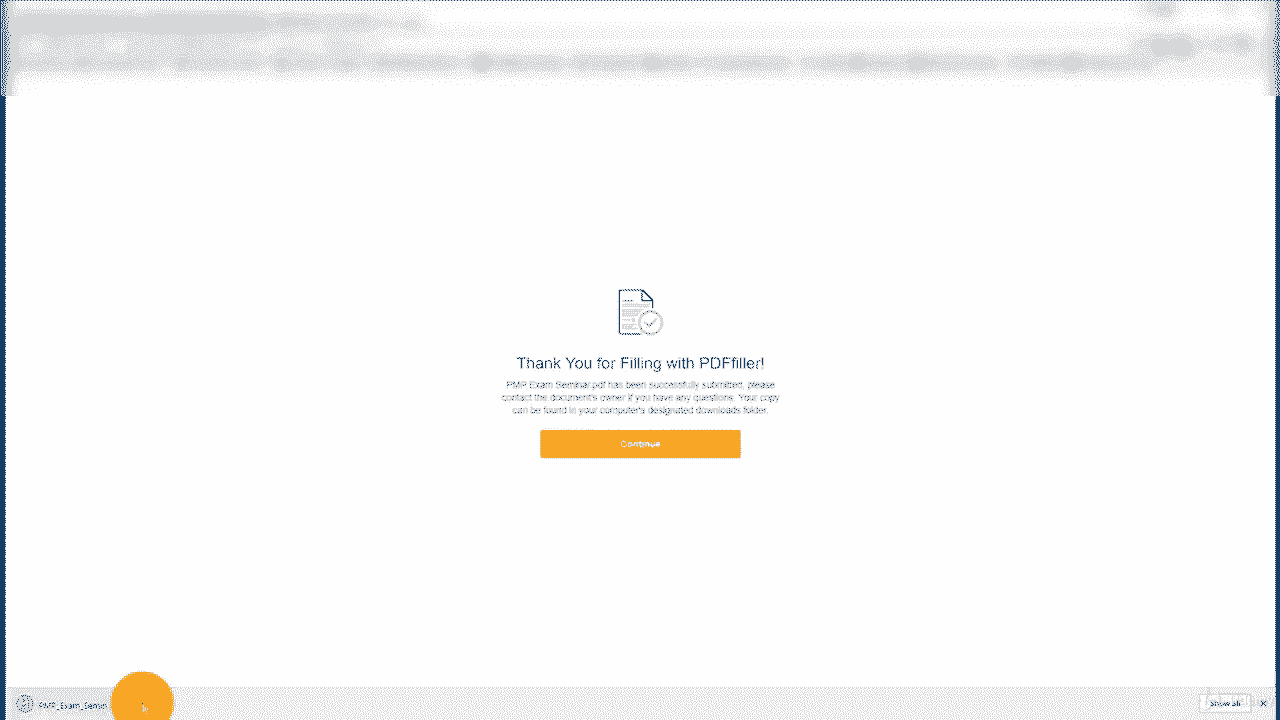 Thank You for Filling with PDFfiller!
PMP Exam Seminar.pdf has been successfully submitted, please
contact the document's owner if you have any questions. Your copy
can be found in your computer's designated downloads folder.
Continue
Show all